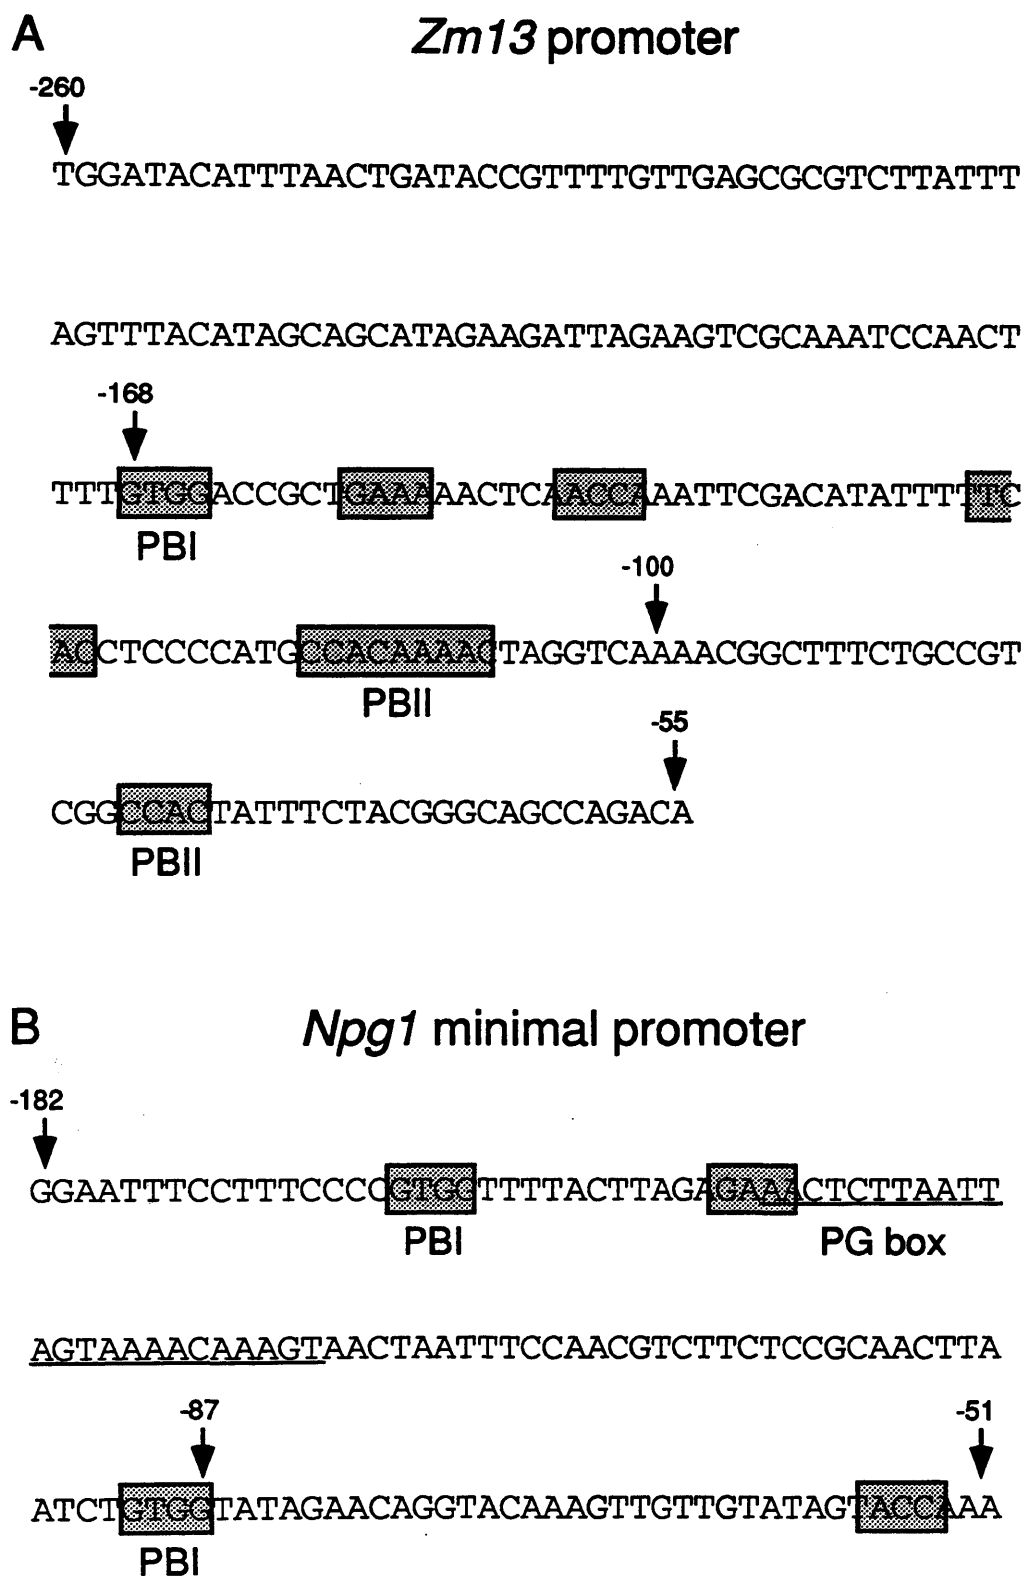 A
Zm13 promoter
-260
TGGATACATTTAACTGATACCGTTTTGTTGAGCGCGTCTTATTT
AGTTTACATAGCAGCATAGAAGATTAGAAGTCGCAAATCCAACT
-168
TTTGTGGACCGCTGAAAAACTCAACCAAATTCGACATATTTTTC
PBI
-100
ACCTCCCCATGCCACAAAACTAGGTCAAAACGGCTTTCTGCCGT
PBII
-55
CGGCCACTATTTCTACGGGCAGCCAGACA
PBII
B
Npg1 minimal promoter
-182
GGAATTTCCTTTCCCCGTGGTTTTACTTAGAGAAACTCTTAATT
PBI PG box
AGTAAAACAAAGTAACTAATTTCCAACGTCTTCTCCGCAACTTA
-87 -51
ATCTGTGGTATAGAACAGGTACAAAGTTGTTGTATAGTACCAAA
PBI